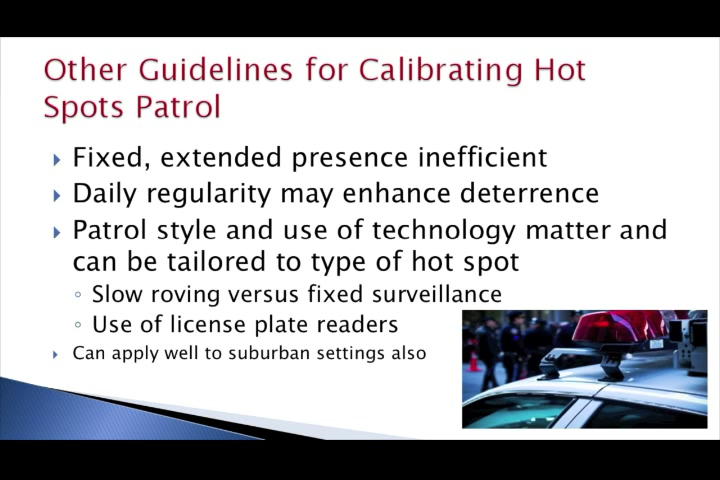 Other Guidelines for Calibrating Hot
Spots Patrol
Fixed, extended presence inefficient
Daily regularity may enhance deterrence
Patrol style and use of technology matter and
can be tailored to type of hot spot
Slow roving versus fixed surveillance
Use of license plate readers
Can apply well to suburban settings also